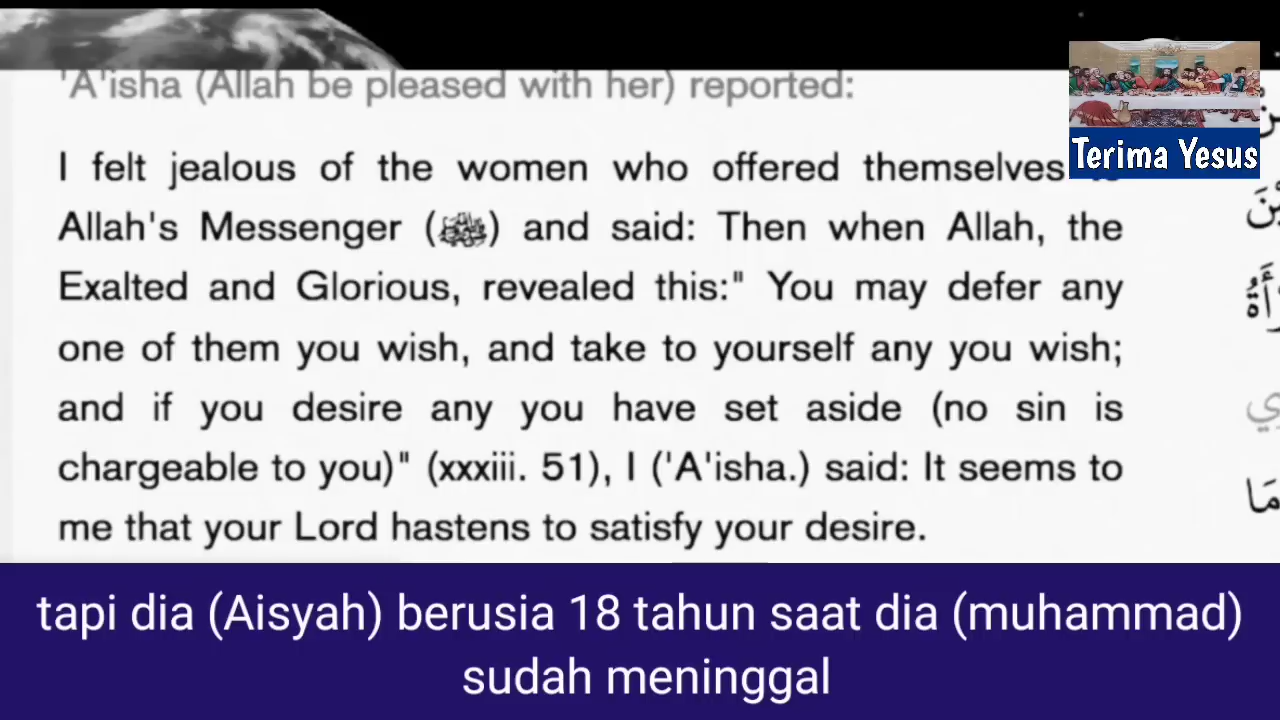 'A'isha (Allah be pleased with her) reported:
Terima Yesus
I felt jealous of the women who offered themselves
Allah's Messenger (ﷺ) and said: Then when Allah, the
Exalted and Glorious, revealed this:" You may defer any
one of them you wish, and take to yourself any you wish;
and if you desire any you have set aside (no sin is
chargeable to you)" (xxxiii. 51), I ('A'isha.) said: It seems to
me that your Lord hastens to satisfy your desire.
tapi dia (Aisyah) berusia 18 tahun saat dia (muhammad)
sudah meninggal